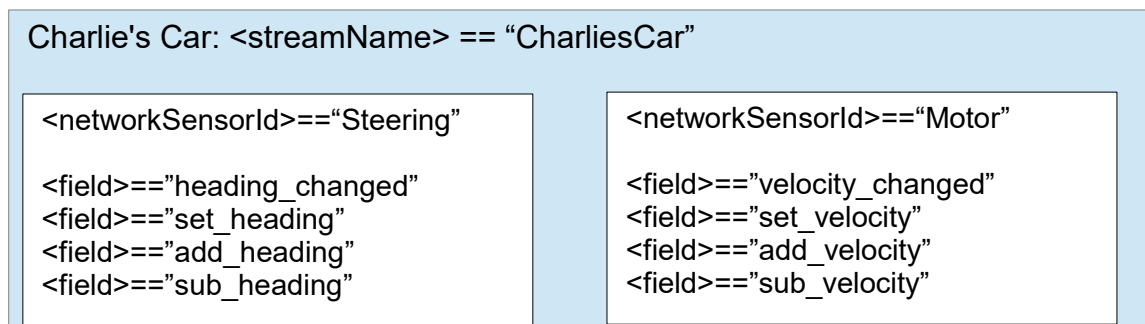 Charlie's Car: <streamName> == “CharliesCar”
<networkSensorId>==“Steering”
<field>==”heading_changed”
<field>==”set_heading”
<field>==”add_heading”
<field>==”sub_heading”
<networkSensorId>==“Motor”
<field>==”velocity_changed”
<field>==”set_velocity”
<field>==”add_velocity”
<field>==”sub_velocity”